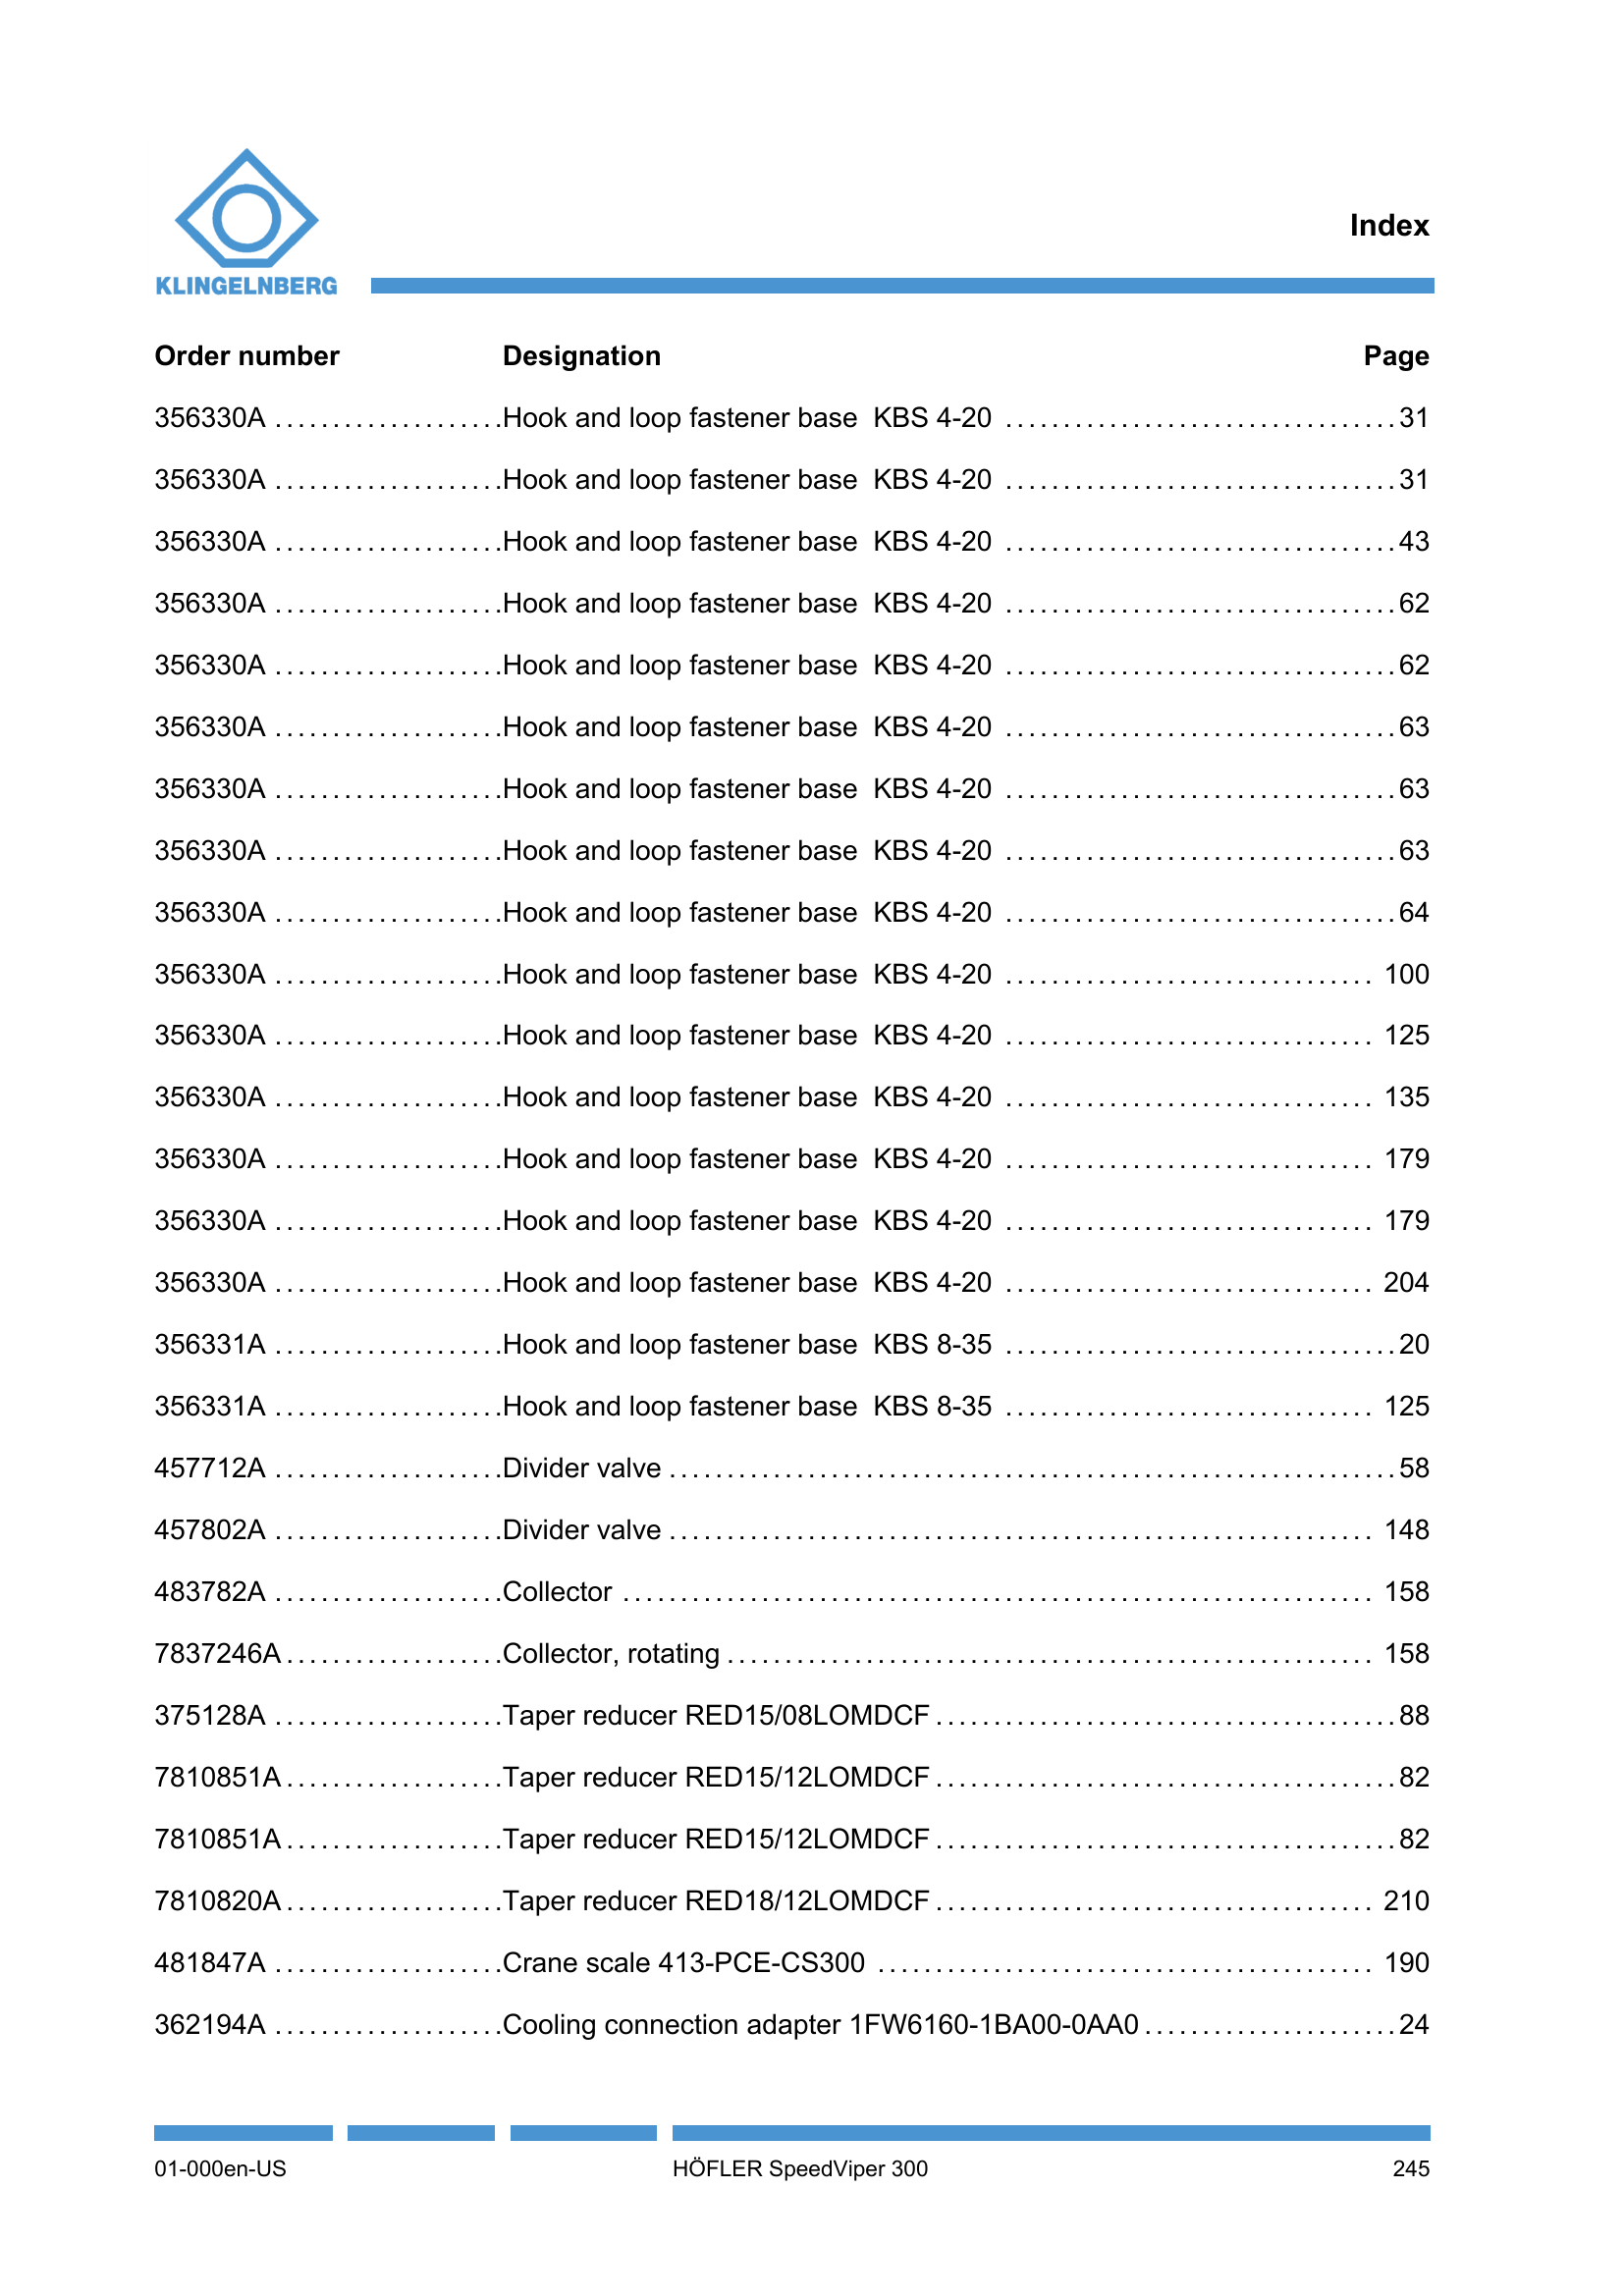 KLINGELNBERG
Index
Order number Designation Page
356330A ....................Hook and loop fastener base  KBS 4-20 ..................................31
356330A ....................Hook and loop fastener base  KBS 4-20 ..................................31
356330A ....................Hook and loop fastener base  KBS 4-20 ..................................43
356330A ....................Hook and loop fastener base  KBS 4-20 ..................................62
356330A ....................Hook and loop fastener base  KBS 4-20 ..................................62
356330A ....................Hook and loop fastener base  KBS 4-20 ..................................63
356330A ....................Hook and loop fastener base  KBS 4-20 ..................................63
356330A ....................Hook and loop fastener base  KBS 4-20 ..................................63
356330A ....................Hook and loop fastener base  KBS 4-20 ..................................64
356330A ....................Hook and loop fastener base  KBS 4-20 ................................ 100
356330A ....................Hook and loop fastener base  KBS 4-20 ................................ 125
356330A ....................Hook and loop fastener base  KBS 4-20 ................................ 135
356330A ....................Hook and loop fastener base  KBS 4-20 ................................ 179
356330A ....................Hook and loop fastener base  KBS 4-20 ................................ 179
356330A ....................Hook and loop fastener base  KBS 4-20 ................................ 204
356331A ....................Hook and loop fastener base  KBS 8-35 ..................................20
356331A ....................Hook and loop fastener base  KBS 8-35 ................................ 125
457712A ....................Divider valve ...............................................................58
457802A ....................Divider valve ............................................................. 148
483782A ....................Collector ................................................................. 158
7837246A...................Collector, rotating ........................................................ 158
375128A ....................Taper reducer RED15/08LOMDCF ........................................88
7810851A...................Taper reducer RED15/12LOMDCF ........................................82
7810851A...................Taper reducer RED15/12LOMDCF ........................................82
7810820A...................Taper reducer RED18/12LOMDCF ...................................... 210
481847A ....................Crane scale 413-PCE-CS300 ........................................... 190
362194A ....................Cooling connection adapter 1FW6160-1BA00-0AA0 ......................24
01-000en-US HÖFLER SpeedViper 300 245